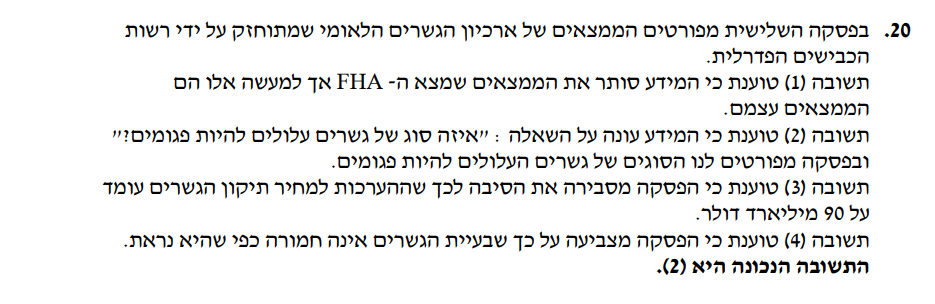 20. בפסקה השלישית מפורטים הממצאים של ארכיון הגשרים הלאומי שמתוחזק על ידי רשות
הכבישים הפדרלית.
תשובה (1) טוענת כי המידע סותר את הממצאים שמצא ה- FHA אך למעשה אלו הם
הממצאים עצמם.
תשובה (2) טוענת כי המידע עונה על השאלה : "איזה סוג של גשרים עלולים להיות פגומים?"
ובפסקה מפורטים לנו הסוגים של גשרים העלולים להיות פגומים.
תשובה (3) טוענת כי הפסקה מסבירה את הסיבה לכך שההערכות למחיר תיקון הגשרים עומד
על 90 מיליארד דולר.
תשובה (4) טוענת כי הפסקה מצביעה על כך שבעיית הגשרים אינה חמורה כפי שהיא נראת.
התשובה הנכונה היא (2).